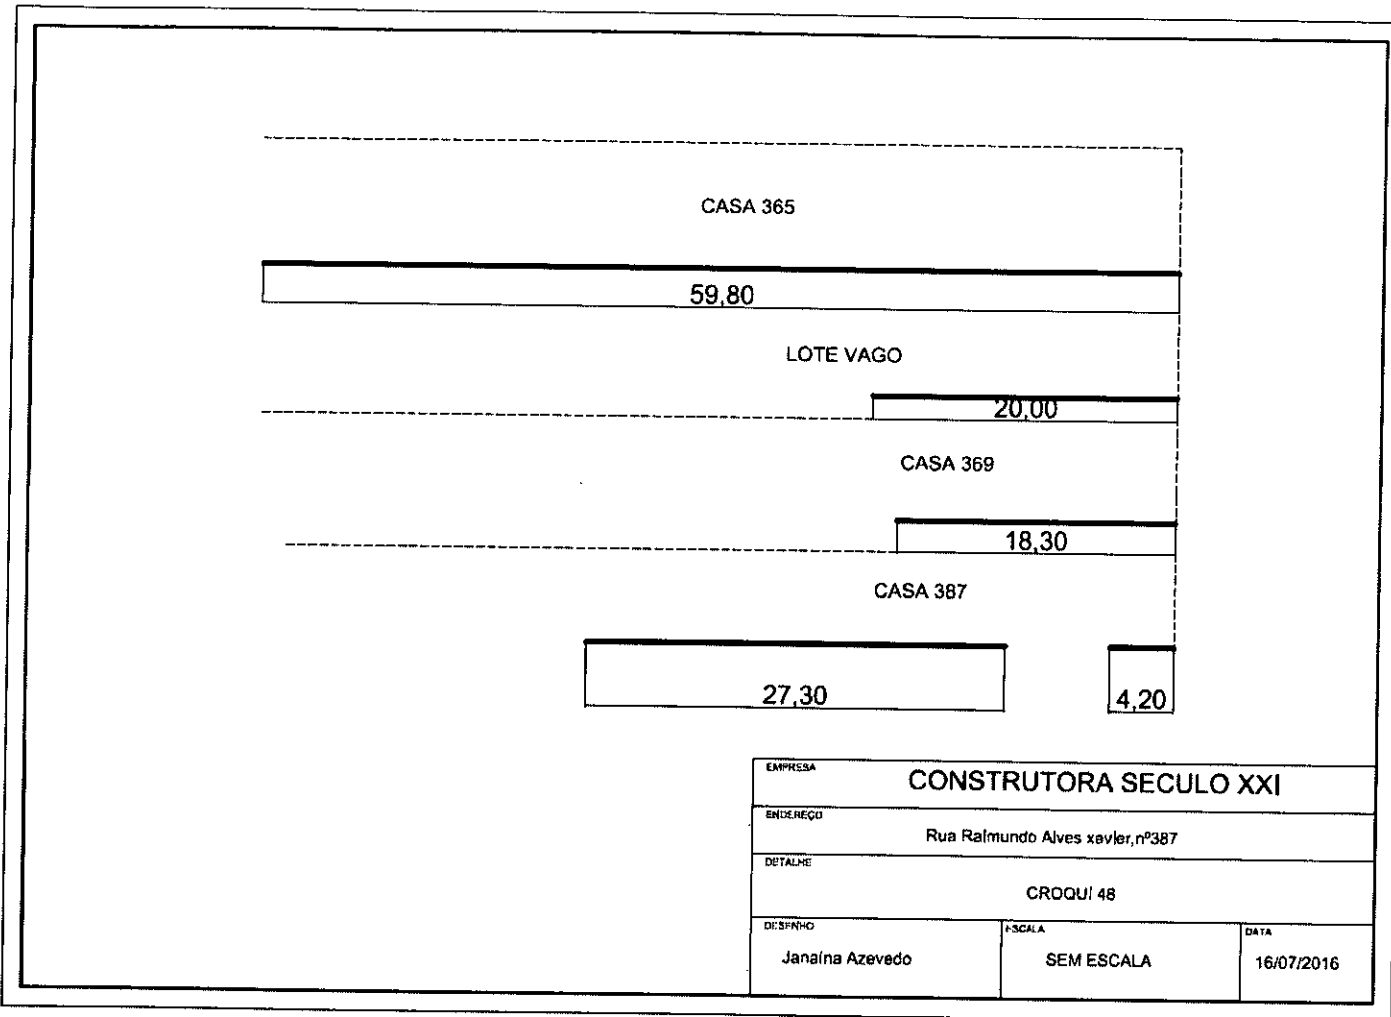 CASA 365
59,80
LOTE VAGO
20,00
CASA 369
18,30
CASA 387
27,30
4,20
EMPRESA
CONSTRUTORA SECULO XXI
ENDEREÇO
Rua Raimundo Alves xavier,nº387
DETALHE
CROQUI 48
DESENHO
Janaína Azevedo
ESCALA
SEM ESCALA
DATA
16/07/2016